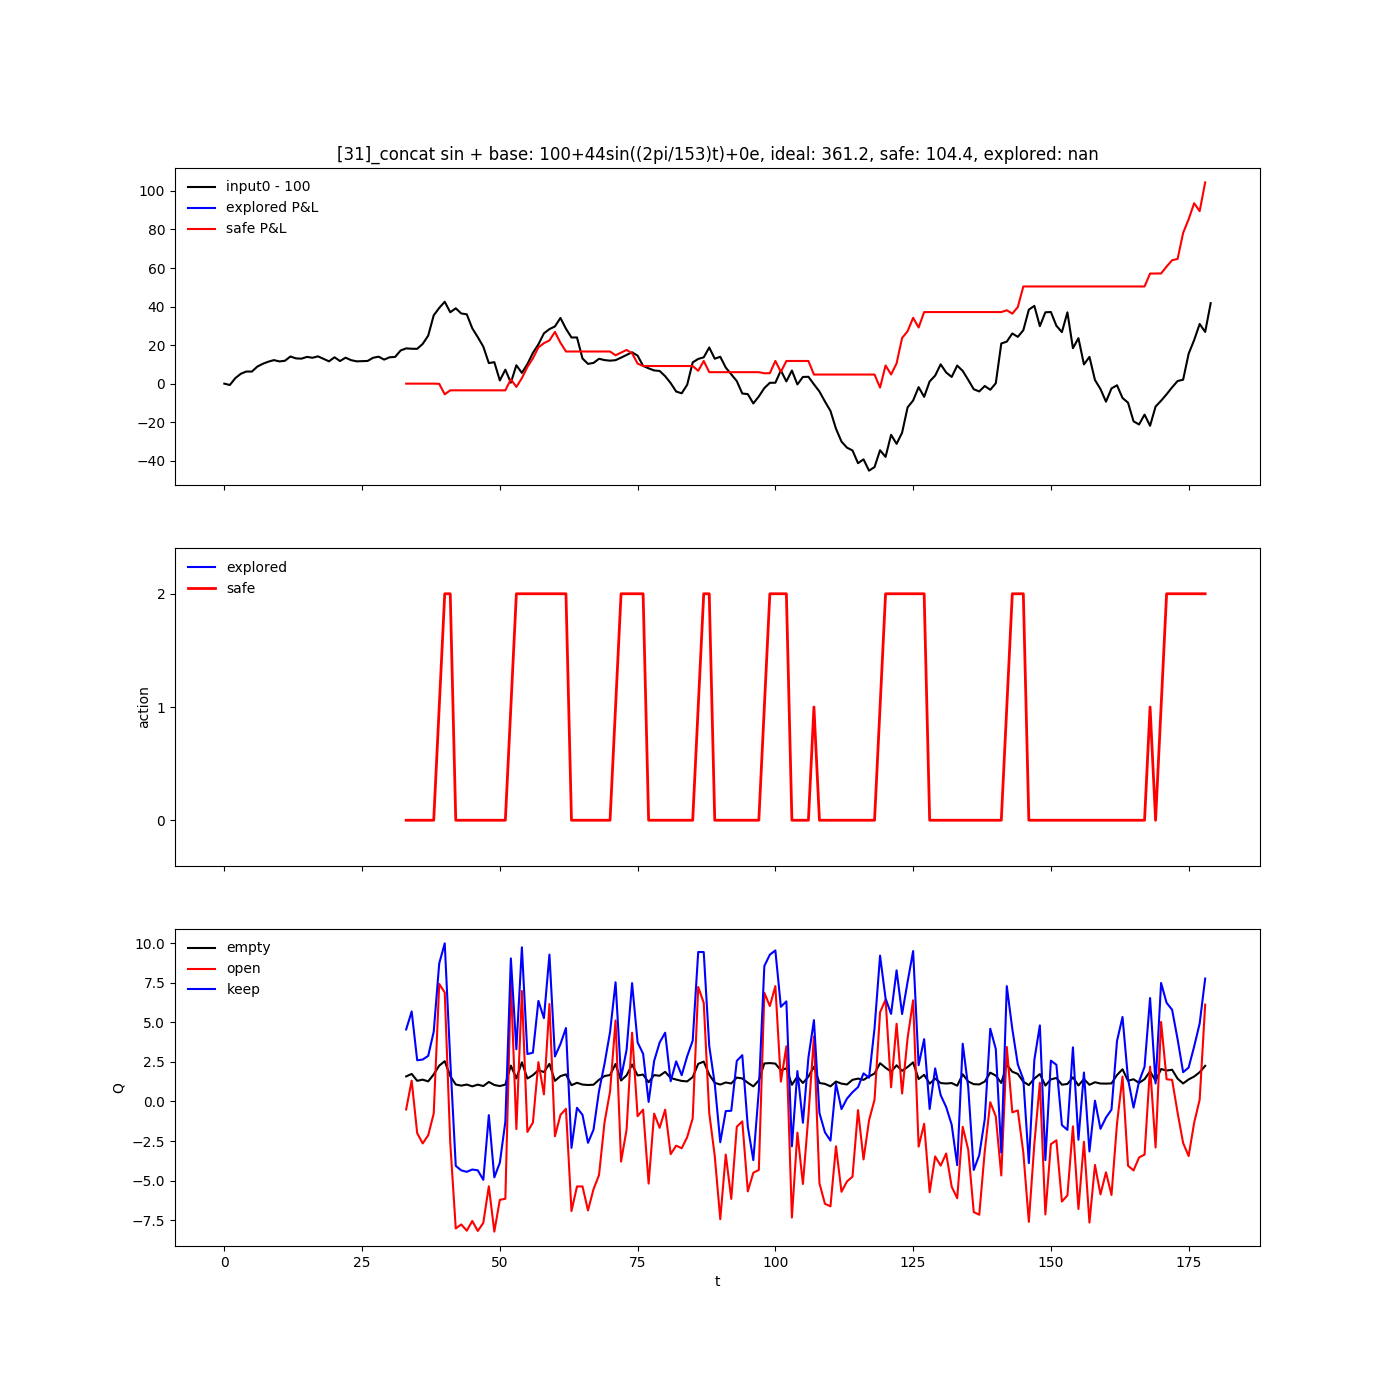 [31]_concat sin + base: 100+44sin((2pi/153)t)+0e, ideal: 361.2, safe: 104.4, explored: nan
input0 - 100
explored P&L
safe P&L
100
80
60
40
20
0
−20
−40
explored
safe
2
1
0
action
empty
open
keep
10.0
7.5
5.0
2.5
0.0
−2.5
−5.0
−7.5
Q
0 25 50 75 100 125 150 175
t